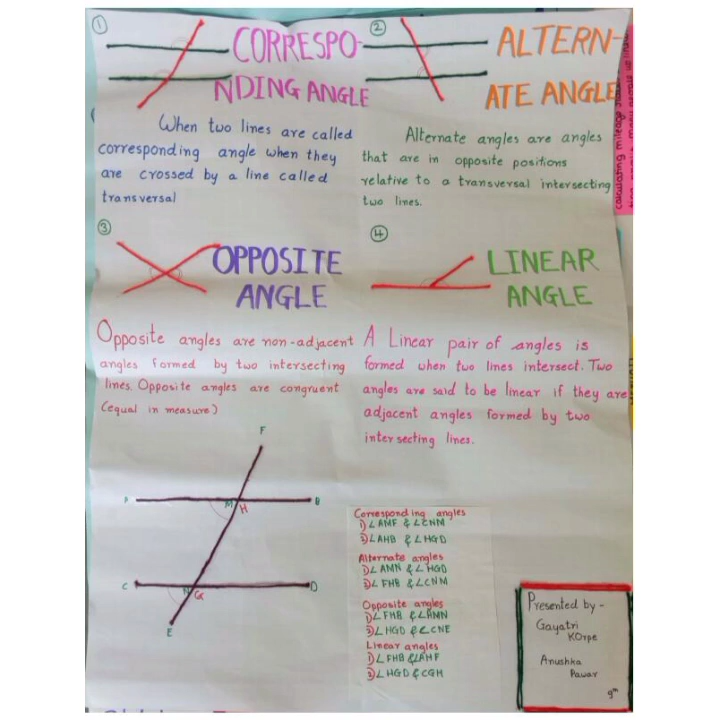 ①
CORRESPO-
NDING ANGLE
When two lines are called
corresponding angle when they
are crossed by a line called
transversal
②
ALTERN-
ATE ANGLE
Alternate angles are angles
that are in opposite positions
relative to a transversal intersecting
two lines.
③
OPPOSITE
ANGLE
Opposite angles are non-adjacent
angles formed by two intersecting
lines. Opposite angles are congruent
(equal in measure)
④
LINEAR
ANGLE
A Linear pair of angles is
formed when two lines intersect. Two
angles are said to be linear if they are
adjacent angles formed by two
intersecting lines.
F
A M H B
C N G D
E
Corresponding angles
1) ∠AMF & ∠CNM
2) ∠AHB & ∠HGD
Alternate angles
1) ∠AMN & ∠HGD
2) ∠FHB & ∠CNM
Opposite angles
1) ∠FHB & ∠AMN
2) ∠HGD & ∠CNE
Linear angles
1) ∠FHB & ∠AHF
2) ∠HGD & CGH
Presented by -
Gayatri
Korpe
Anushka
Pawar
9th
calculating mileage